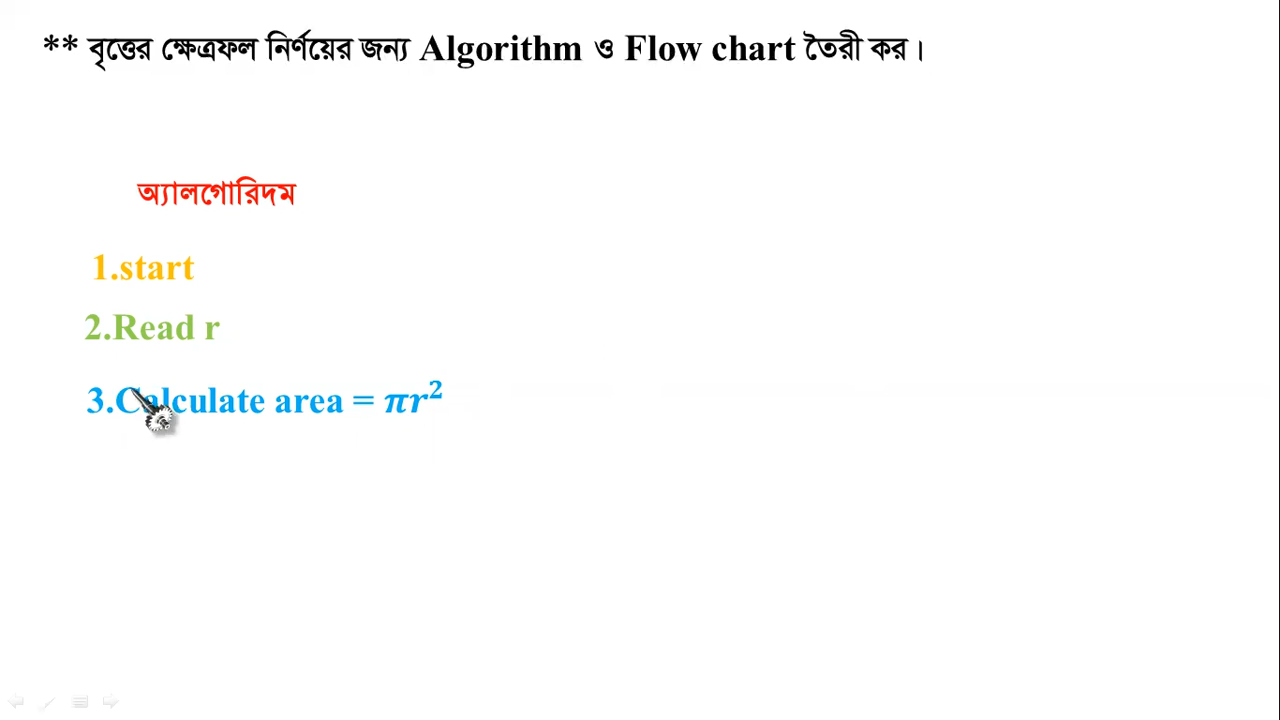 ** বৃত্তের ক্ষেত্রফল নির্ণয়ের জন্য Algorithm ও Flow chart তৈরী কর।
অ্যালগোরিদম
1.start
2.Read r
3.Calculate area = πr²